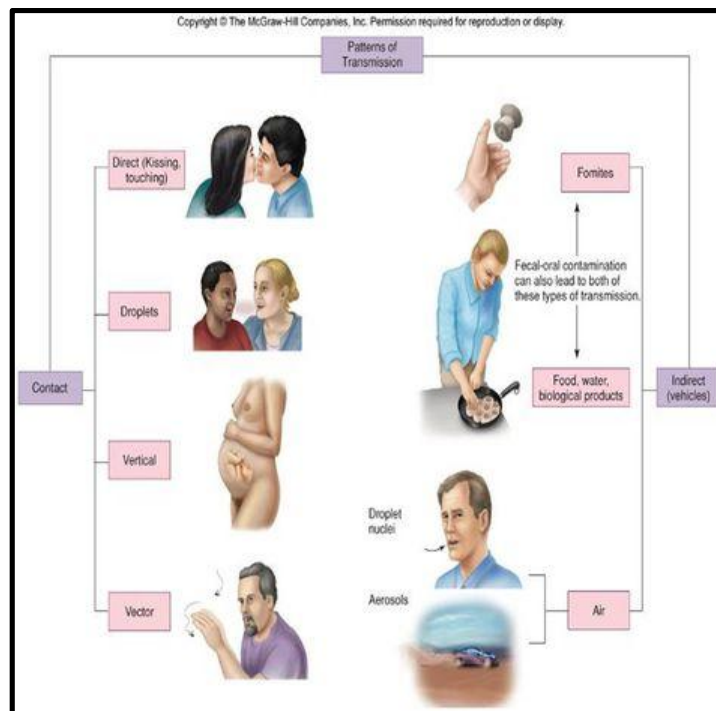 Copyright © The McGraw-Hill Companies, Inc. Permission required for reproduction or display.
Patterns of
Transmission
Direct (Kissing,
touching)
Droplets
Contact
Vertical
Vector
Fomites
Fecal-oral contamination
can also lead to both of
these types of transmission.
Food, water,
biological products
Indirect
(vehicles)
Droplet
nuclei
Aerosols
Air